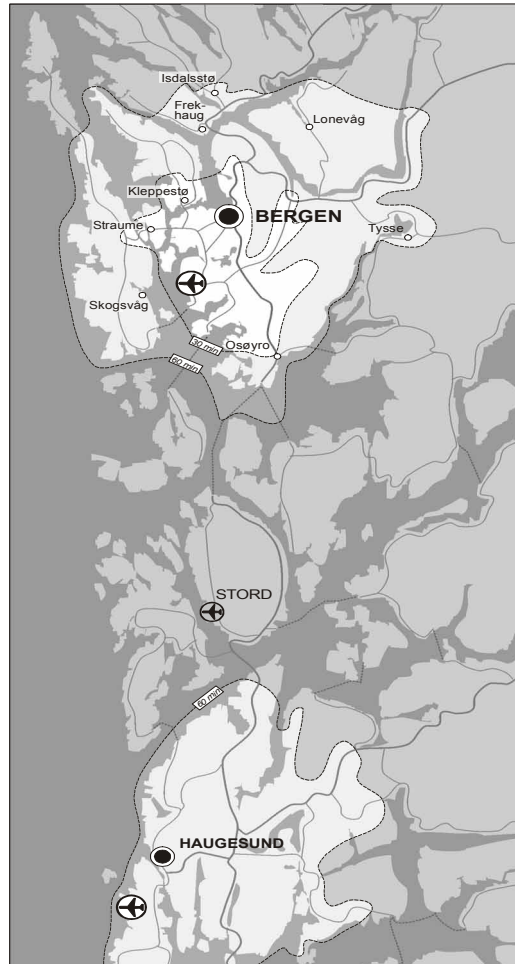 Isdalsstø
Frek-
haug
Lonevåg
Kleppestø
BERGEN
Straume
Tysse
Skogsvåg
30 min
Osøyro
60 min
STORD
60 min
HAUGESUND